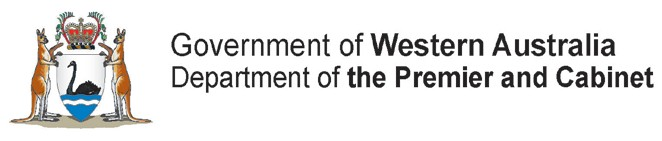 Government of Western Australia
Department of the Premier and Cabinet